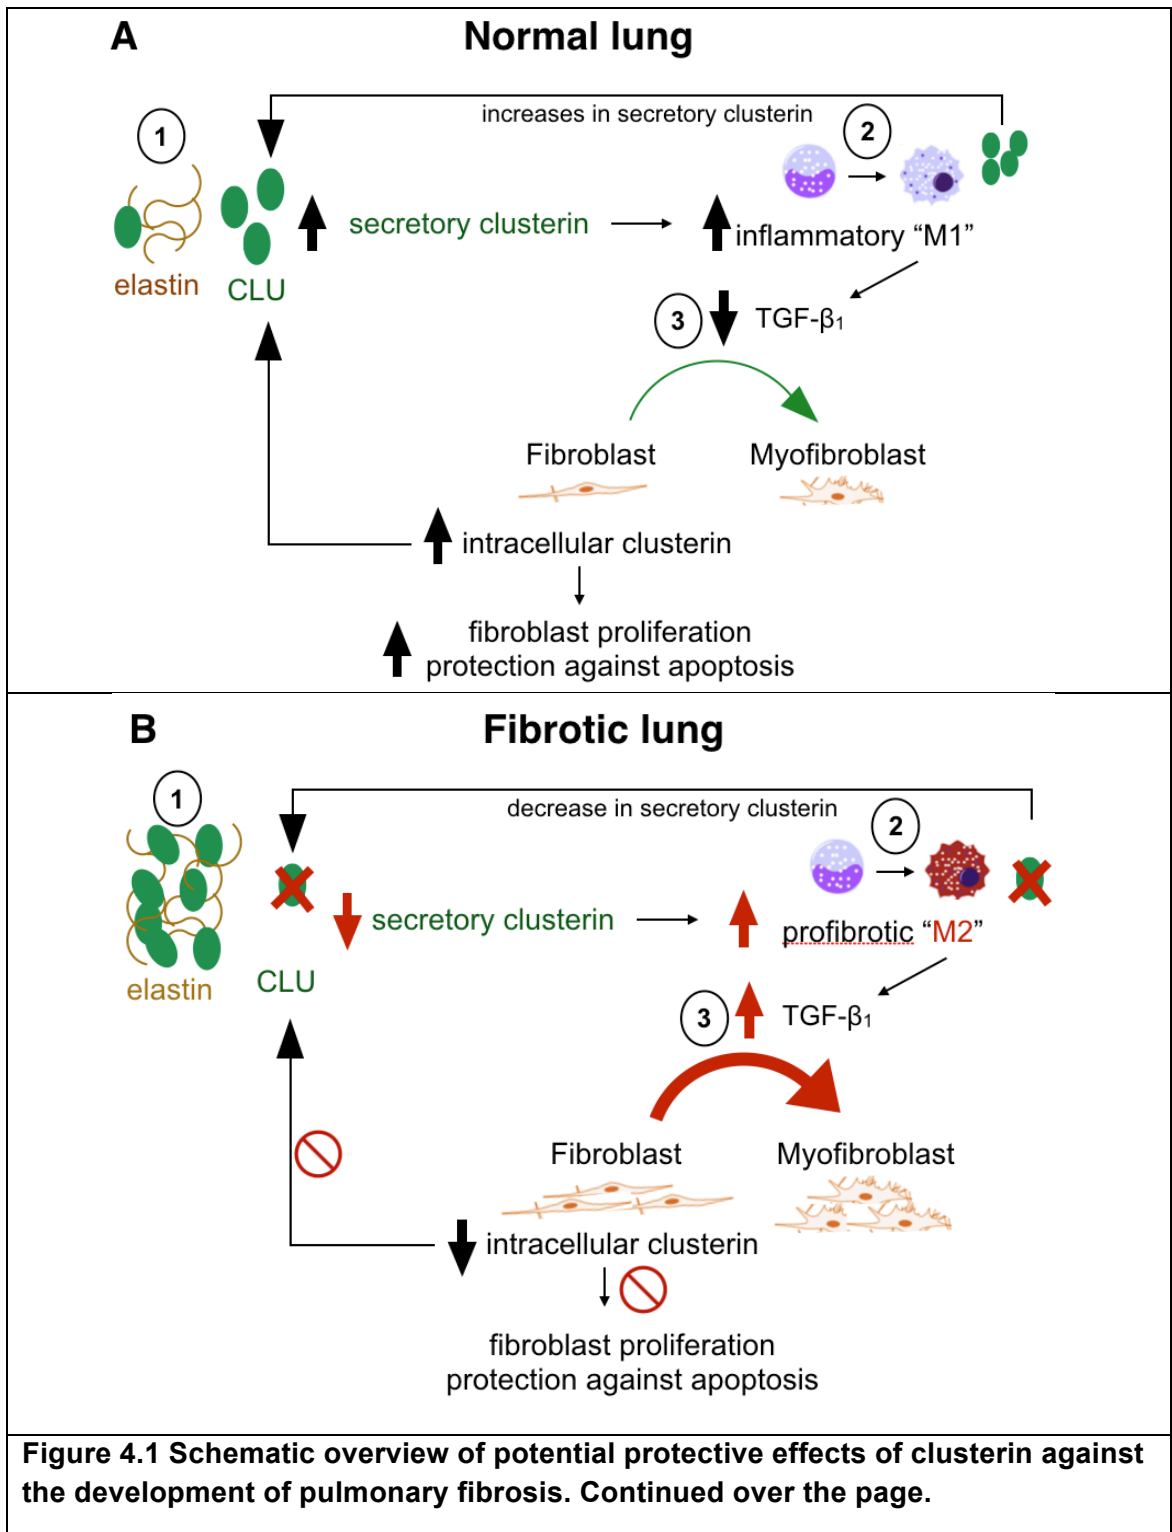 A
Normal lung
increases in secretory clusterin
1
2
secretory clusterin
inflammatory “M1”
elastin
CLU
3
TGF-β₁
Fibroblast
Myofibroblast
intracellular clusterin
fibroblast proliferation
protection against apoptosis
B
Fibrotic lung
1
decrease in secretory clusterin
2
secretory clusterin
profibrotic “M2”
elastin
CLU
3
TGF-β₁
Fibroblast
Myofibroblast
intracellular clusterin
fibroblast proliferation
protection against apoptosis
Figure 4.1 Schematic overview of potential protective effects of clusterin against
the development of pulmonary fibrosis. Continued over the page.